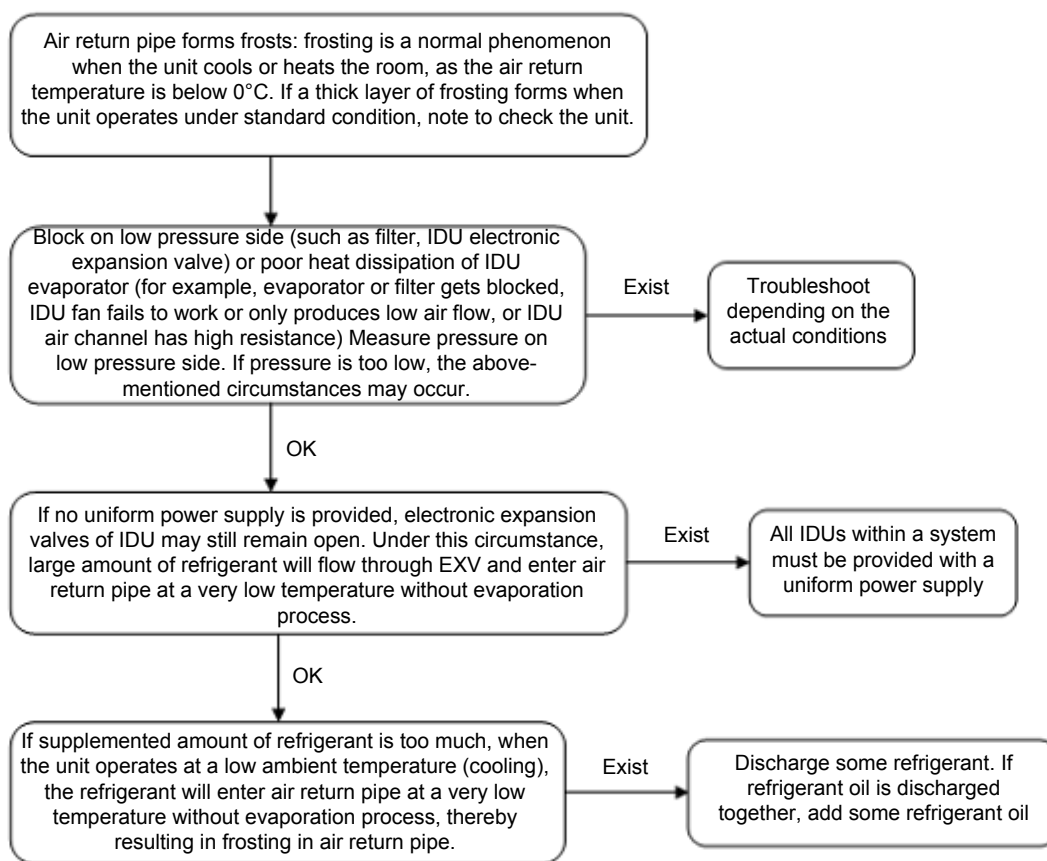 Air return pipe forms frosts: frosting is a normal phenomenon
when the unit cools or heats the room, as the air return
temperature is below 0°C. If a thick layer of frosting forms when
the unit operates under standard condition, note to check the unit.
Block on low pressure side (such as filter, IDU electronic
expansion valve) or poor heat dissipation of IDU
evaporator (for example, evaporator or filter gets blocked,
IDU fan fails to work or only produces low air flow, or IDU
air channel has high resistance) Measure pressure on
low pressure side. If pressure is too low, the above-
mentioned circumstances may occur.
Exist
Troubleshoot
depending on the
actual conditions
OK
If no uniform power supply is provided, electronic expansion
valves of IDU may still remain open. Under this circumstance,
large amount of refrigerant will flow through EXV and enter air
return pipe at a very low temperature without evaporation
process.
Exist
All IDUs within a system
must be provided with a
uniform power supply
OK
If supplemented amount of refrigerant is too much, when
the unit operates at a low ambient temperature (cooling),
the refrigerant will enter air return pipe at a very low
temperature without evaporation process, thereby
resulting in frosting in air return pipe.
Exist
Discharge some refrigerant. If
refrigerant oil is discharged
together, add some refrigerant oil